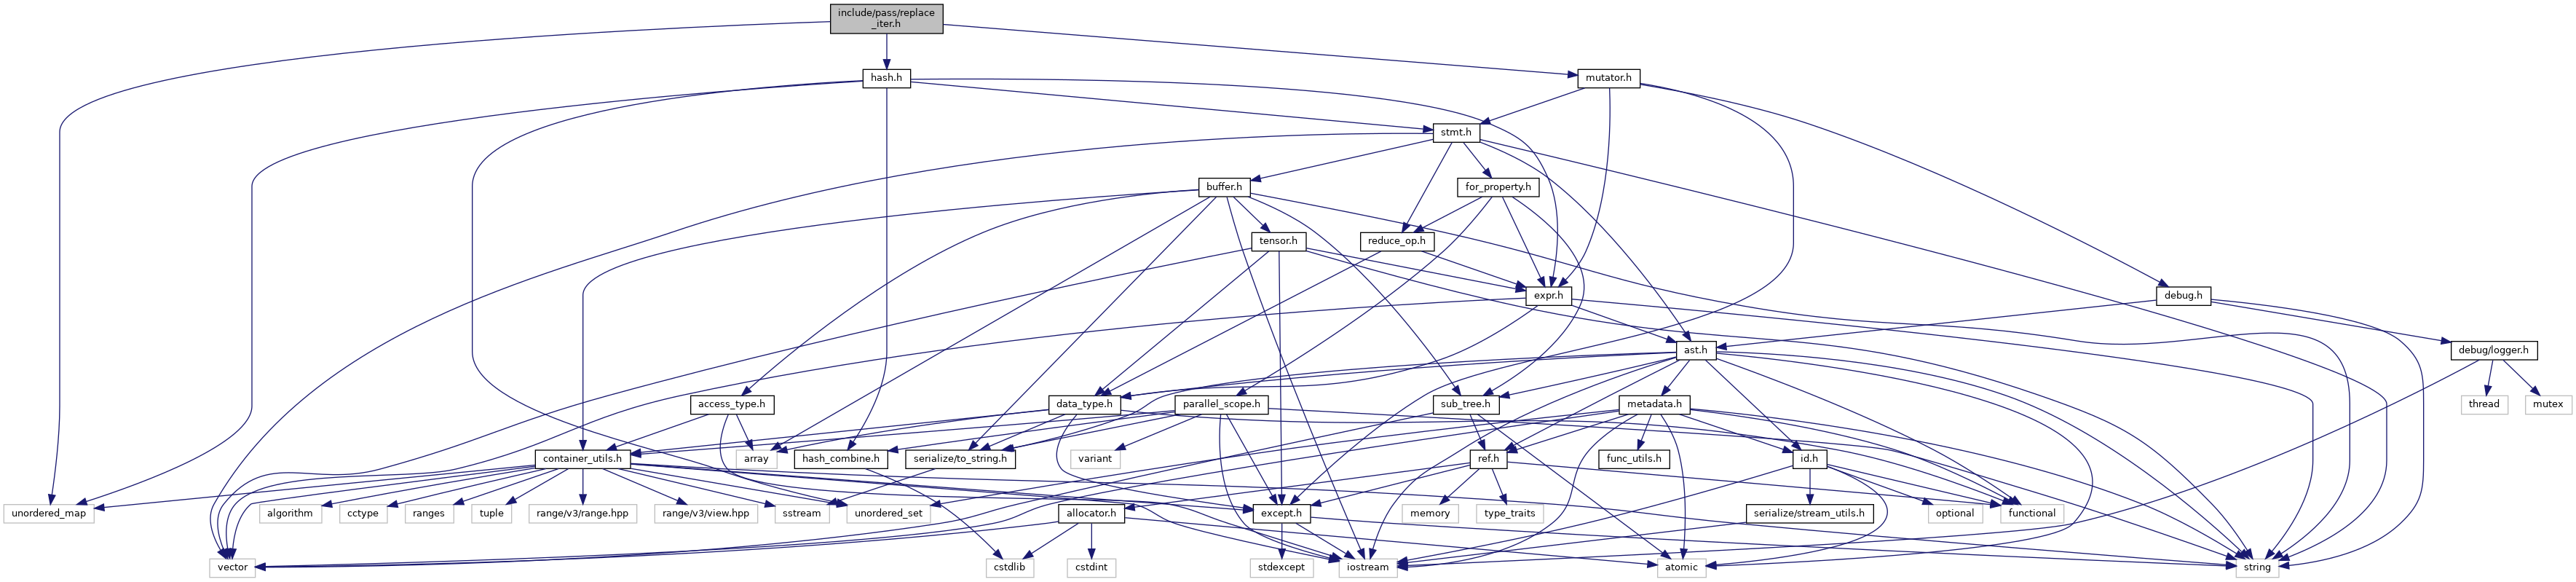 include/pass/replace
_iter.h
hash.h
mutator.h
stmt.h
buffer.h
for_property.h
tensor.h
reduce_op.h
expr.h
debug.h
ast.h
debug/logger.h
access_type.h
data_type.h
parallel_scope.h
sub_tree.h
metadata.h
thread
mutex
container_utils.h
array
hash_combine.h
serialize/to_string.h
variant
ref.h
func_utils.h
id.h
unordered_map
algorithm
cctype
ranges
tuple
range/v3/range.hpp
range/v3/view.hpp
sstream
unordered_set
allocator.h
except.h
memory
type_traits
serialize/stream_utils.h
optional
functional
vector
cstdlib
cstdint
stdexcept
iostream
atomic
string